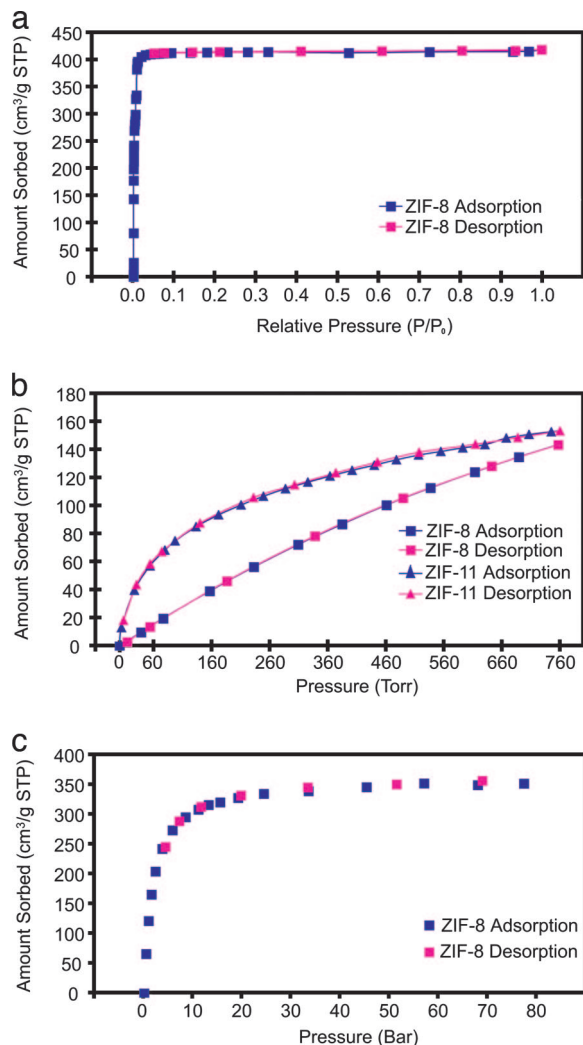 a
Amount Sorbed (cm³/g STP)
450
400
350
300
250
200
150
100
50
0
ZIF-8 Adsorption
ZIF-8 Desorption
0.0 0.1 0.2 0.3 0.4 0.5 0.6 0.7 0.8 0.9 1.0
Relative Pressure (P/P₀)
b
Amount Sorbed (cm³/g STP)
180
160
140
120
100
80
60
40
20
0
ZIF-8 Adsorption
ZIF-8 Desorption
ZIF-11 Adsorption
ZIF-11 Desorption
0 60 160 260 360 460 560 660 760
Pressure (Torr)
c
Amount Sorbed (cm³/g STP)
400
350
300
250
200
150
100
50
0
ZIF-8 Adsorption
ZIF-8 Desorption
0 10 20 30 40 50 60 70 80
Pressure (Bar)